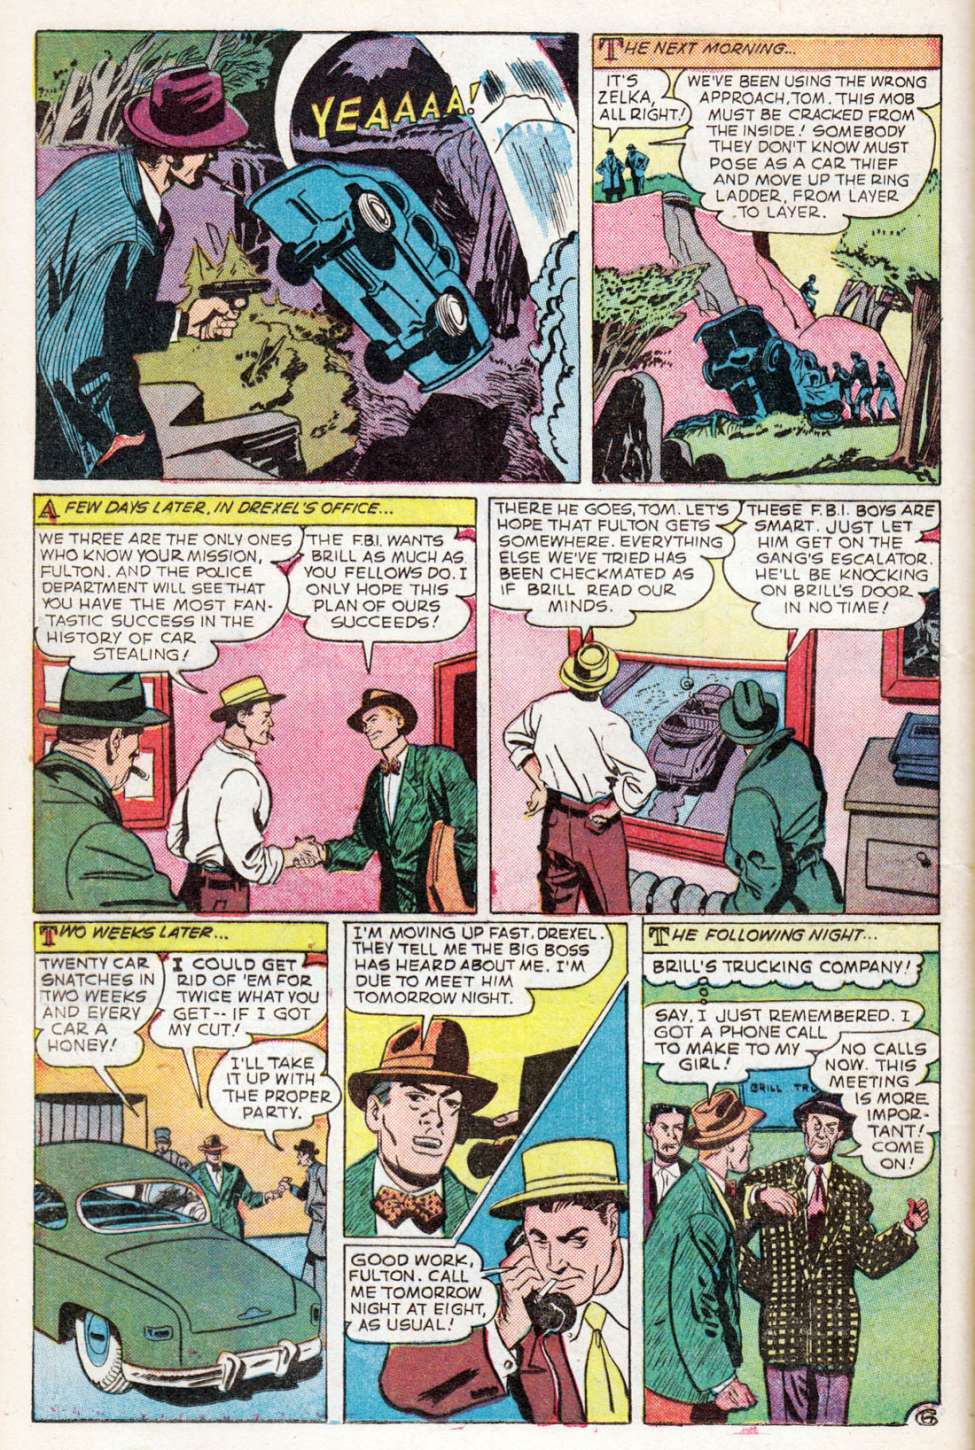 YEAAAA!
THE NEXT MORNING...
IT'S
ZELKA,
ALL RIGHT!
WE'VE BEEN USING THE WRONG
APPROACH, TOM. THIS MOB
MUST BE CRACKED FROM
THE INSIDE! SOMEBODY
THEY DON'T KNOW MUST
POSE AS A CAR THIEF
AND MOVE UP THE RING
LADDER, FROM LAYER
TO LAYER.
A FEW DAYS LATER, IN DREXEL'S OFFICE...
WE THREE ARE THE ONLY ONES
WHO KNOW YOUR MISSION,
FULTON. AND THE POLICE
DEPARTMENT WILL SEE THAT
YOU HAVE THE MOST FAN-
TASTIC SUCCESS IN THE
HISTORY OF CAR
STEALING!
THE F.B.I. WANTS
BRILL AS MUCH AS
YOU FELLOWS DO. I
ONLY HOPE THIS
PLAN OF OURS
SUCCEEDS!
THERE HE GOES, TOM. LET'S
HOPE THAT FULTON GETS
SOMEWHERE. EVERYTHING
ELSE WE'VE TRIED HAS
BEEN CHECKMATED AS
IF BRILL READ OUR
MINDS.
THESE F.B.I. BOYS ARE
SMART. JUST LET
HIM GET ON THE
GANG'S ESCALATOR.
HE'LL BE KNOCKING
ON BRILL'S DOOR
IN NO TIME!
TWO WEEKS LATER...
TWENTY CAR
SNATCHES IN
TWO WEEKS
AND EVERY
CAR A
HONEY!
I COULD GET
RID OF 'EM FOR
TWICE WHAT YOU
GET-- IF I GOT
MY CUT!
I'LL TAKE
IT UP WITH
THE PROPER
PARTY.
I'M MOVING UP FAST, DREXEL.
THEY TELL ME THE BIG BOSS
HAS HEARD ABOUT ME. I'M
DUE TO MEET HIM
TOMORROW NIGHT.
GOOD WORK,
FULTON. CALL
ME TOMORROW
NIGHT AT EIGHT,
AS USUAL!
THE FOLLOWING NIGHT...
BRILL'S TRUCKING COMPANY!
SAY, I JUST REMEMBERED. I
GOT A PHONE CALL
TO MAKE TO MY
GIRL!
NO CALLS
NOW. THIS
MEETING
IS MORE
IMPOR-
TANT!
COME
ON!
BRILL TRU
6